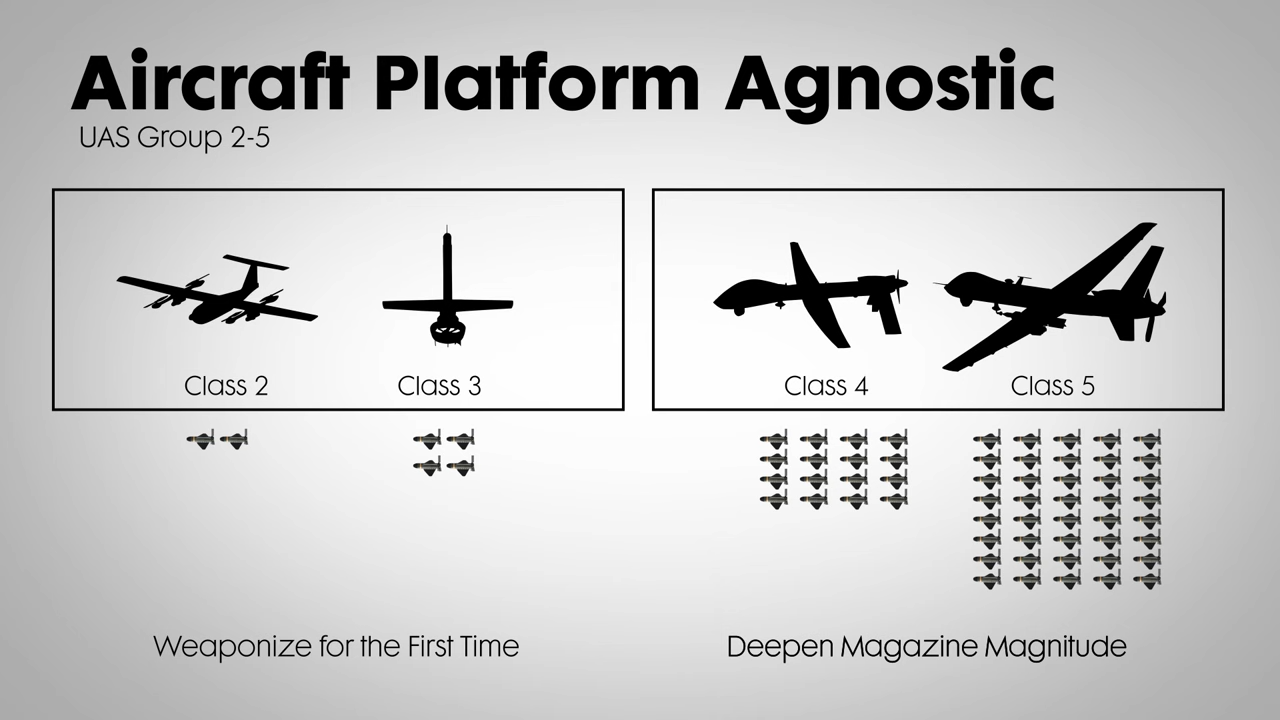 Aircraft Platform Agnostic
UAS Group 2-5
Class 2
Class 3
Class 4
Class 5
Weaponize for the First Time
Deepen Magazine Magnitude